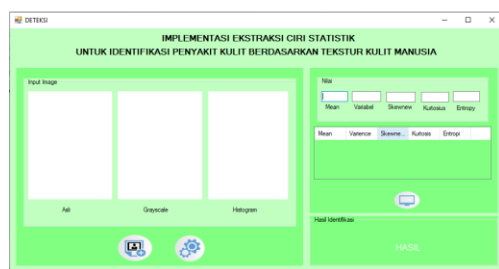 DETEKSI
IMPLEMENTASI EKSTRAKSI CIRI STATISTIK
UNTUK IDENTIFIKASI PENYAKIT KULIT BERDASARKAN TEKSTUR KULIT MANUSIA
Input Image
Asli Grayscale Histogram
Nilai
Mean Variabel Skewnew Kurtosius Entropy
Mean Varience Skewne... Kurtosis Entropi
Hasil Identifikasi
HASIL